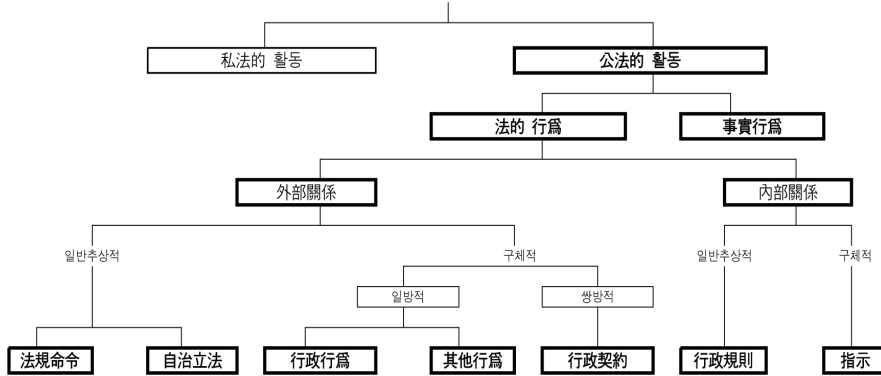 私法的 활동
公法的 활동
法的 行爲
事實行爲
外部關係
內部關係
일반추상적
구체적
일반추상적
구체적
일방적
쌍방적
法規命令
自治立法
行政行爲
其他行爲
行政契約
行政規則
指示